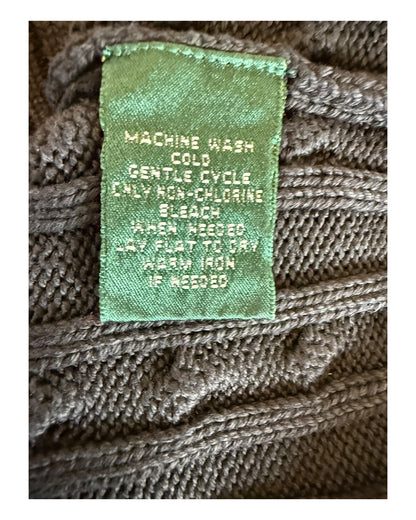 MACHINE WASH
COLD
GENTLE CYCLE
ONLY NON-CHLORINE
BLEACH
WHEN NEEDED
LAY FLAT TO DRY
WARM IRON
IF NEEDED